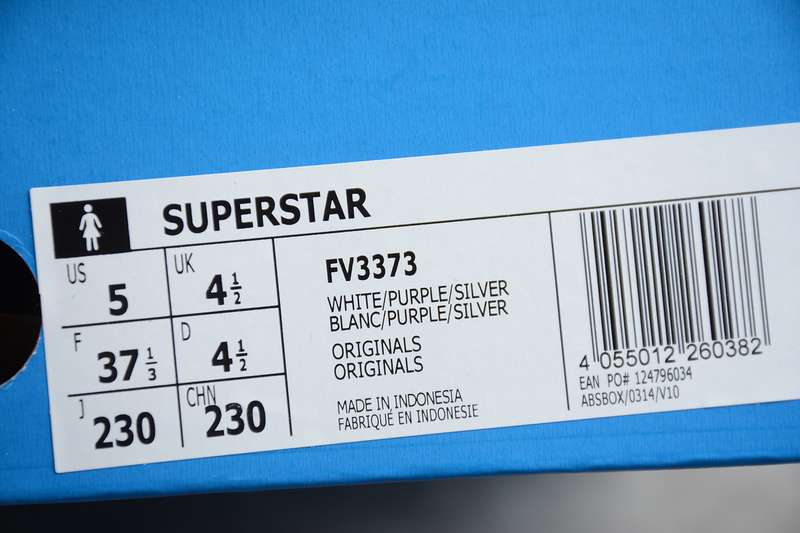 SUPERSTAR
US 5 UK 4 1/2
F 37 1/3 D 4 1/2
J 230 CHN 230
FV3373
WHITE/PURPLE/SILVER
BLANC/PURPLE/SILVER
ORIGINALS
ORIGINALS
MADE IN INDONESIA
FABRIQUÉ EN INDONESIE
4 055012 260382
EAN PO# 124796034
ABSBOX/0314/V10